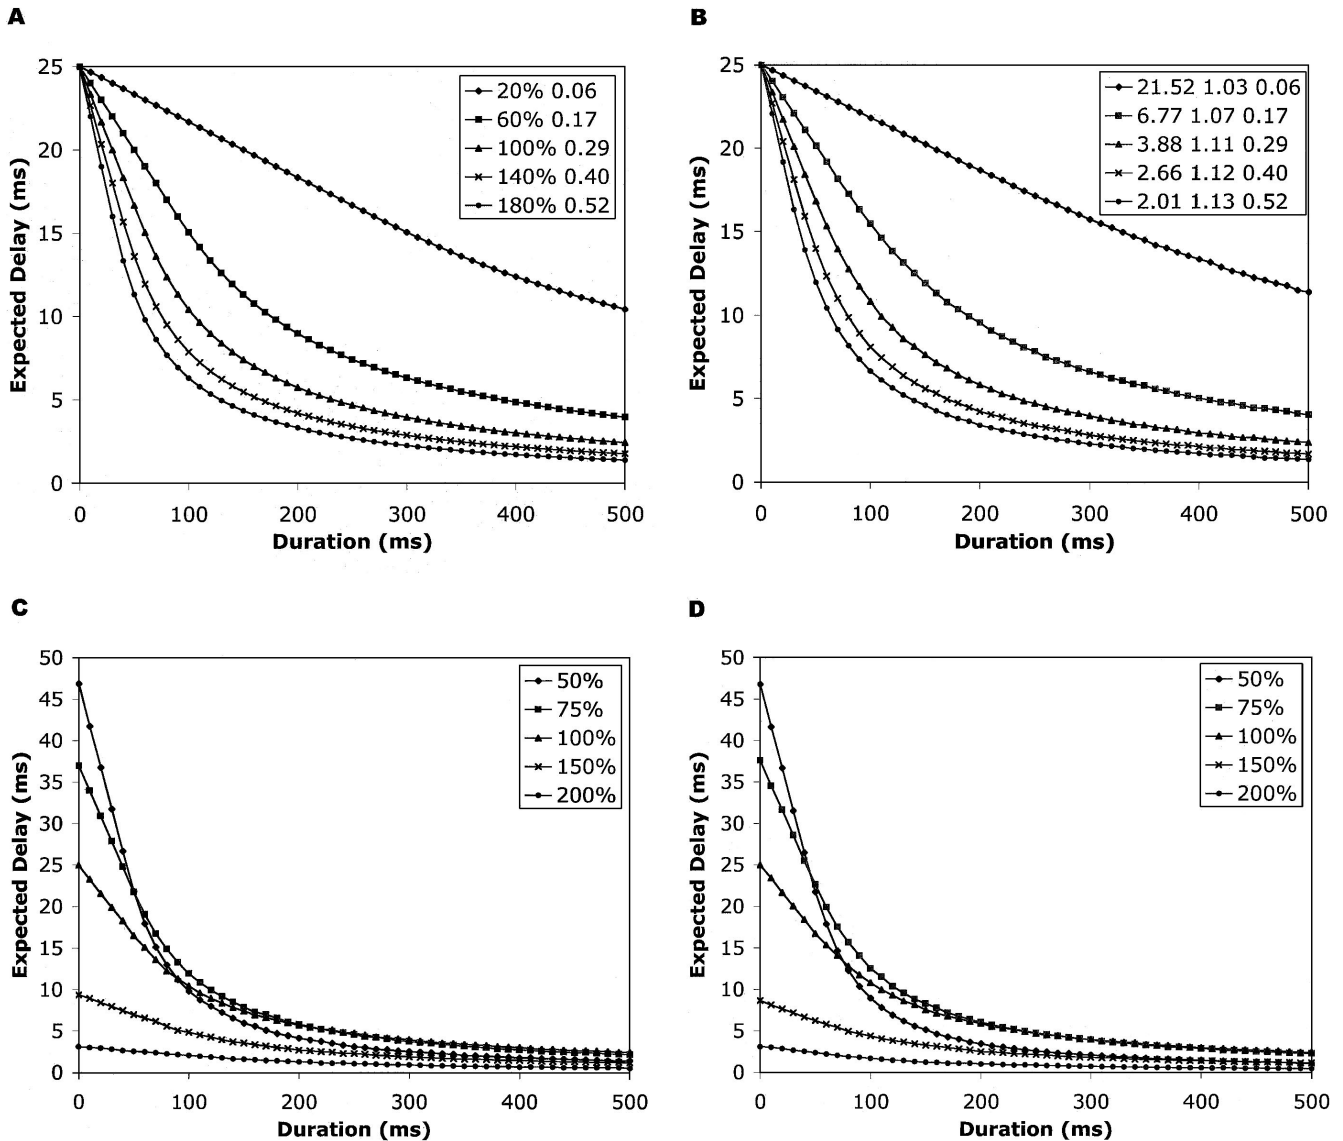 A
25
20
15
10
5
0
Expected Delay (ms)
20% 0.06
60% 0.17
100% 0.29
140% 0.40
180% 0.52
0 100 200 300 400 500
Duration (ms)
B
25
20
15
10
5
0
Expected Delay (ms)
21.52 1.03 0.06
6.77 1.07 0.17
3.88 1.11 0.29
2.66 1.12 0.40
2.01 1.13 0.52
0 100 200 300 400 500
Duration (ms)
C
50
45
40
35
30
25
20
15
10
5
0
Expected Delay (ms)
50%
75%
100%
150%
200%
0 100 200 300 400 500
Duration (ms)
D
50
45
40
35
30
25
20
15
10
5
0
Expected Delay (ms)
50%
75%
100%
150%
200%
0 100 200 300 400 500
Duration (ms)